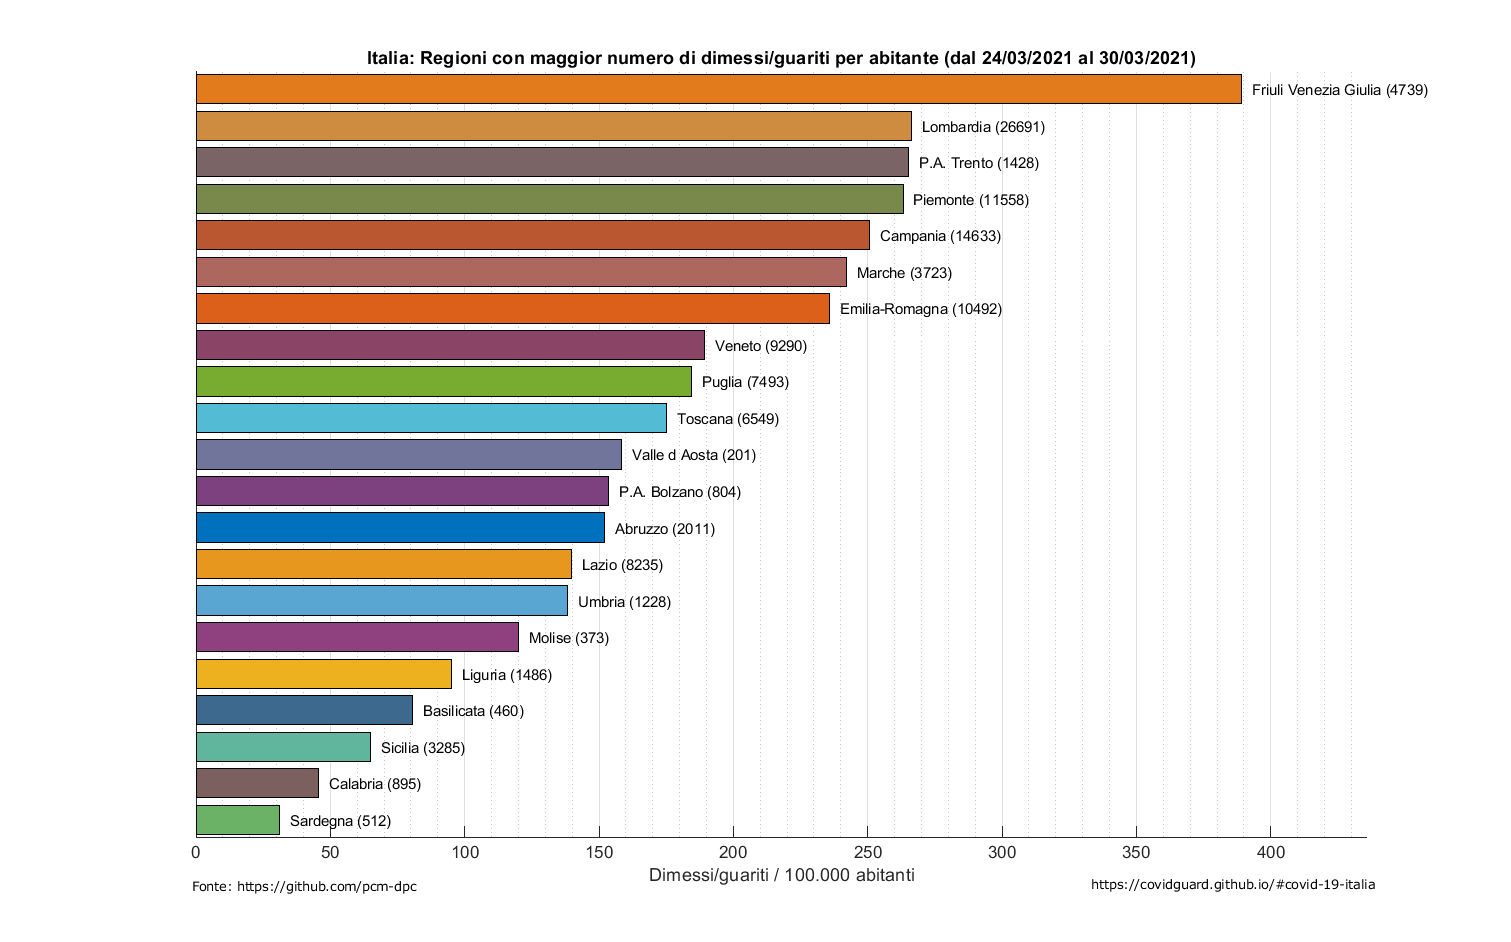 Italia: Regioni con maggior numero di dimessi/guariti per abitante (dal 24/03/2021 al 30/03/2021)
Friuli Venezia Giulia (4739)
Lombardia (26691)
P.A. Trento (1428)
Piemonte (11558)
Campania (14633)
Marche (3723)
Emilia-Romagna (10492)
Veneto (9290)
Puglia (7493)
Toscana (6549)
Valle d Aosta (201)
P.A. Bolzano (804)
Abruzzo (2011)
Lazio (8235)
Umbria (1228)
Molise (373)
Liguria (1486)
Basilicata (460)
Sicilia (3285)
Calabria (895)
Sardegna (512)
0 50 100 150 200 250 300 350 400
Dimessi/guariti / 100.000 abitanti
Fonte: https://github.com/pcm-dpc
https://covidguard.github.io/#covid-19-italia